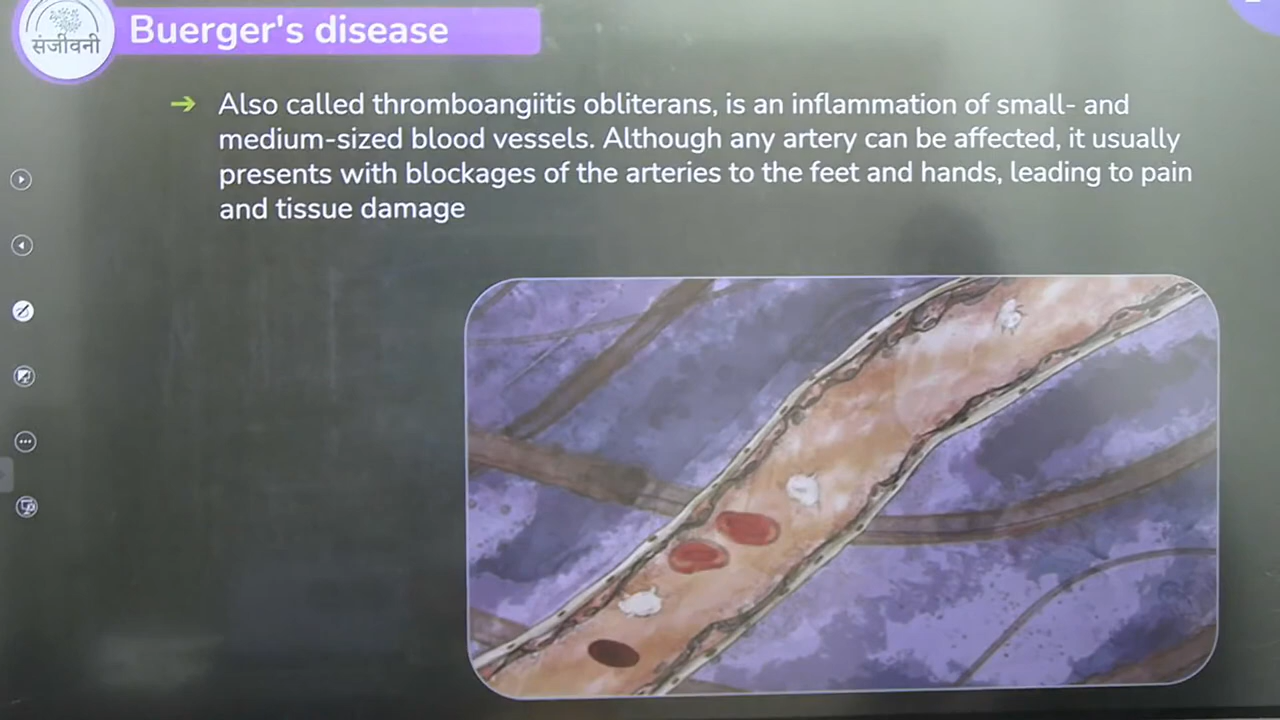 संजीवनी
Buerger's disease
Also called thromboangiitis obliterans, is an inflammation of small- and
medium-sized blood vessels. Although any artery can be affected, it usually
presents with blockages of the arteries to the feet and hands, leading to pain
and tissue damage